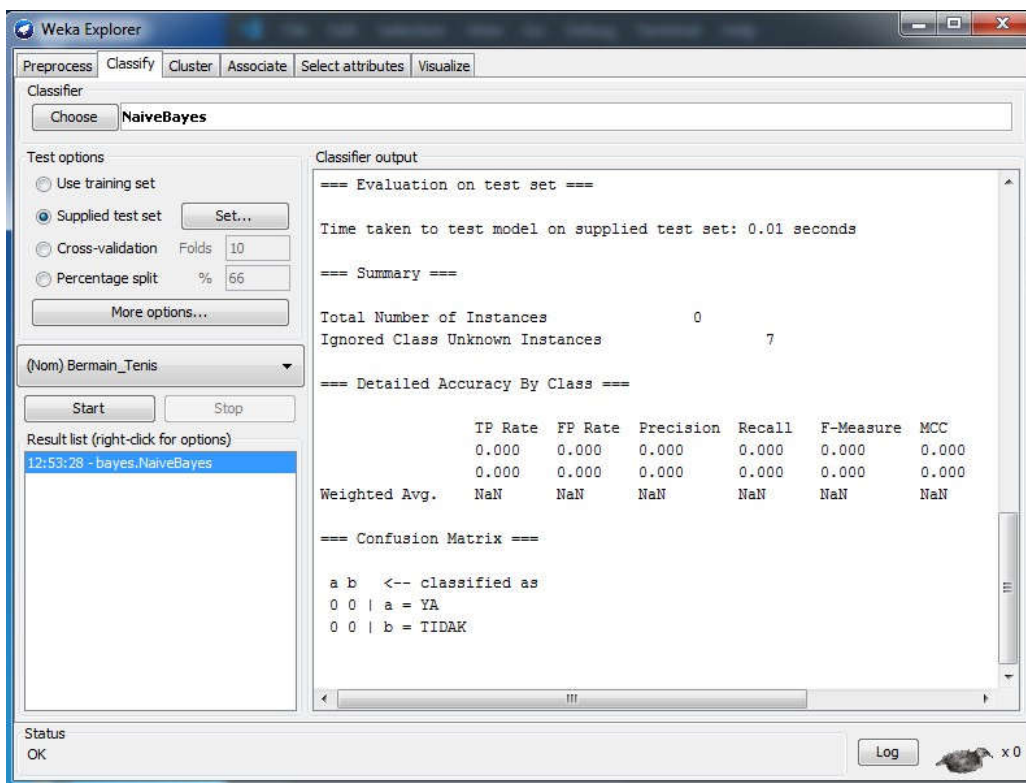 Weka Explorer
Preprocess Classify Cluster Associate Select attributes Visualize
Classifier
Choose NaiveBayes
Test options
Use training set
Supplied test set Set...
Cross-validation Folds 10
Percentage split % 66
More options...
(Nom) Bermain_Tenis
Start Stop
Result list (right-click for options)
12:53:28 - bayes.NaiveBayes
Classifier output
=== Evaluation on test set ===
Time taken to test model on supplied test set: 0.01 seconds
=== Summary ===
Total Number of Instances 0
Ignored Class Unknown Instances 7
=== Detailed Accuracy By Class ===
TP Rate FP Rate Precision Recall F-Measure MCC
0.000 0.000 0.000 0.000 0.000 0.000
0.000 0.000 0.000 0.000 0.000 0.000
Weighted Avg. NaN NaN NaN NaN NaN NaN
=== Confusion Matrix ===
a b <-- classified as
0 0 | a = YA
0 0 | b = TIDAK
Status
OK
Log x 0